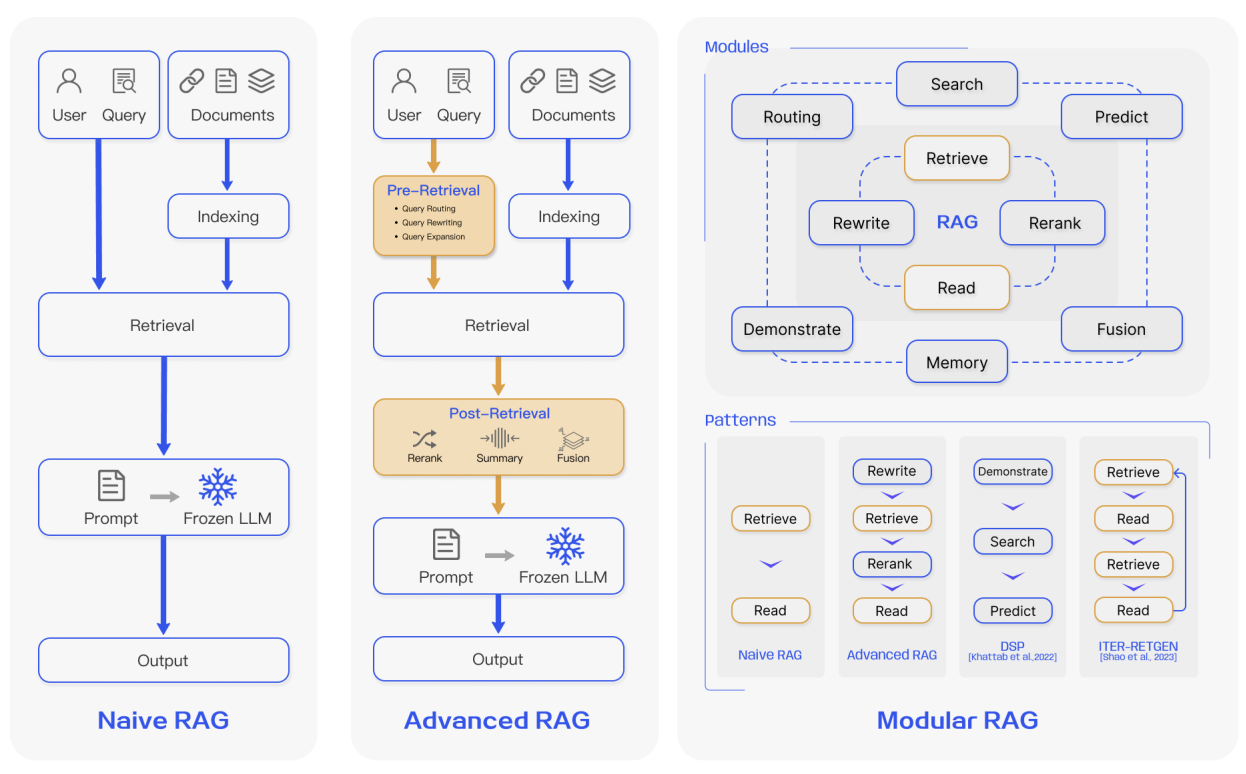 User Query
Documents
Indexing
Retrieval
Prompt
Frozen LLM
Output
Naive RAG
User Query
Documents
Pre-Retrieval
• Query Routing
• Query Rewriting
• Query Expansion
Indexing
Retrieval
Post-Retrieval
Rerank
Summary
Fusion
Prompt
Frozen LLM
Output
Advanced RAG
Modules
Search
Routing
Predict
Retrieve
Rewrite
RAG
Rerank
Read
Demonstrate
Fusion
Memory
Patterns
Retrieve
Read
Naive RAG
Rewrite
Retrieve
Rerank
Read
Advanced RAG
Demonstrate
Search
Predict
DSP
[Khattab et al.,2022]
Retrieve
Read
Retrieve
Read
ITER-RETGEN
[Shao et al., 2023]
Modular RAG